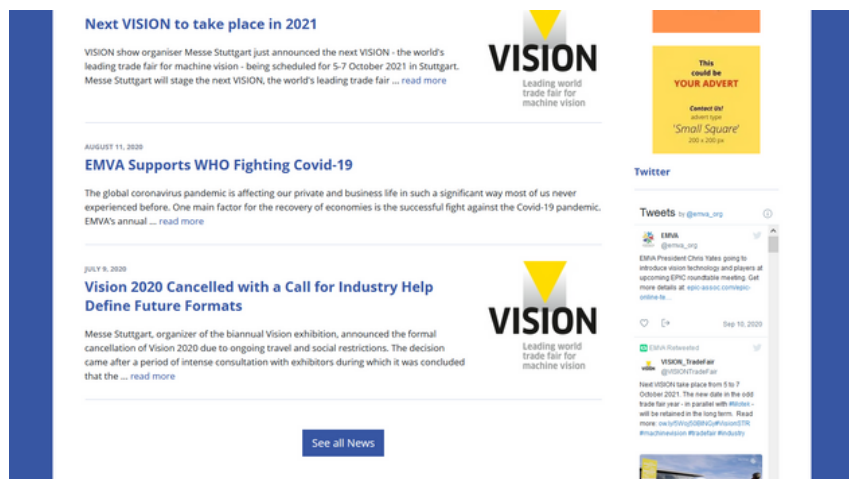 Next VISION to take place in 2021
VISION show organiser Messe Stuttgart just announced the next VISION - the world's
leading trade fair for machine vision - being scheduled for 5-7 October 2021 in Stuttgart.
Messe Stuttgart will stage the next VISION, the world's leading trade fair ... read more
VISION
Leading world
trade fair for
machine vision
AUGUST 11, 2020
EMVA Supports WHO Fighting Covid-19
The global coronavirus pandemic is affecting our private and business life in such a significant way most of us never
experienced before. One main factor for the recovery of economies is the successful fight against the Covid-19 pandemic.
EMVA's annual ... read more
JULY 9, 2020
Vision 2020 Cancelled with a Call for Industry Help
Define Future Formats
Messe Stuttgart, organizer of the biannual Vision exhibition, announced the formal
cancellation of Vision 2020 due to ongoing travel and social restrictions. The decision
came after a period of intense consultation with exhibitors during which it was concluded
that the ... read more
VISION
Leading world
trade fair for
machine vision
See all News
This
could be
YOUR ADVERT
Contact Us!
advert type
'Small Square'
200 x 200 px
Twitter
Tweets by @emva_org
EMVA
@emva_org
EMVA President Chris Yates going to
introduce vision technology and players at
upcoming EPIC roundtable meeting. Get
more details at: epic-assoc.com/epic-
online-te...
Sep 10, 2020
EMVA Retweeted
VISION_TradeFair
@VISIONTradeFair
Next VISION take place from 5 to 7
October 2021. The new date in the odd
trade fair year - in parallel with #Motek -
will be retained in the long term. Read
more:
#machinevision #tradefair #industry